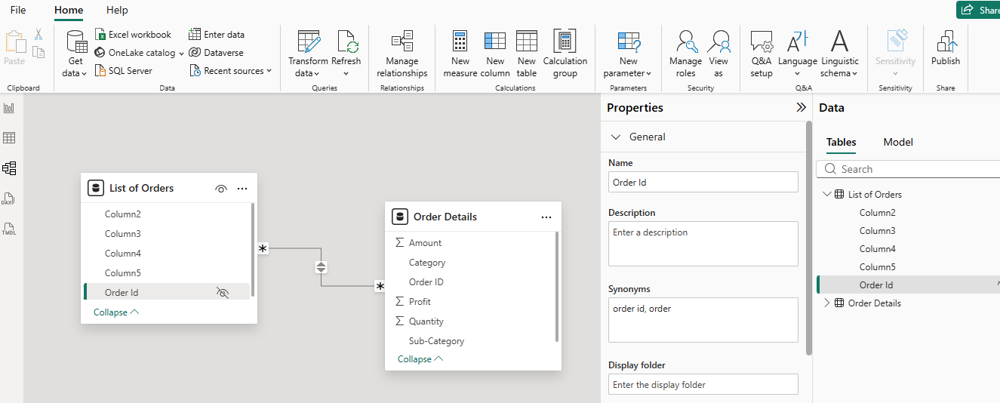 File Home Help
Share
Paste
Get data
Excel workbook
OneLake catalog
SQL Server
Enter data
Dataverse
Recent sources
Transform data
Refresh
Manage relationships
New measure
New column
New table
Calculation group
New parameter
Manage roles
View as
Q&A setup
Language
Linguistic schema
Sensitivity
Publish
Clipboard Data Queries Relationships Calculations Parameters Security Q&A Sensitivity Share
DAX
TMDL
List of Orders
Column2
Column3
Column4
Column5
Order Id
Collapse
Order Details
Amount
Category
Order ID
Profit
Quantity
Sub-Category
Collapse
Properties
General
Name
Order Id
Description
Enter a description
Synonyms
order id, order
Display folder
Enter the display folder
Data
Tables Model
Search
List of Orders
Column2
Column3
Column4
Column5
Order Id
Order Details